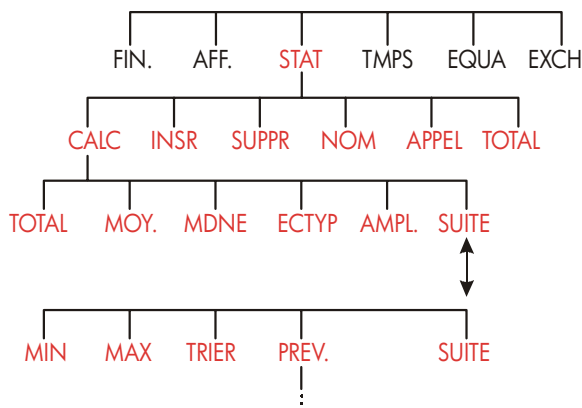 FIN. AFF. STAT TMPS EQUA EXCH
CALC INSR SUPPR NOM APPEL TOTAL
TOTAL MOY. MDNE ECTYP AMPL. SUITE
MIN MAX TRIER PREV. SUITE